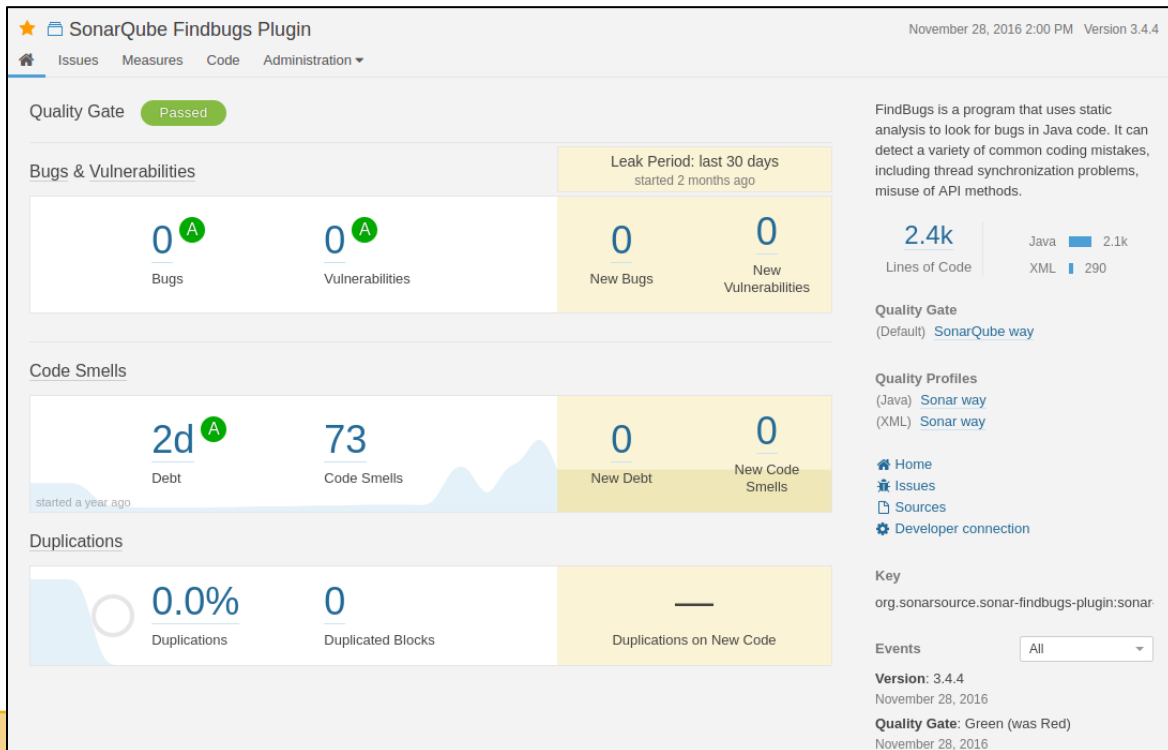 SonarQube Findbugs Plugin
November 28, 2016 2:00 PM Version 3.4.4
Issues Measures Code Administration
Quality Gate Passed
Bugs & Vulnerabilities
Leak Period: last 30 days
started 2 months ago
0 A
Bugs
0 A
Vulnerabilities
0
New Bugs
0
New
Vulnerabilities
Code Smells
2d A
Debt
73
Code Smells
started a year ago
0
New Debt
0
New Code
Smells
Duplications
0.0%
Duplications
0
Duplicated Blocks
—
Duplications on New Code
FindBugs is a program that uses static
analysis to look for bugs in Java code. It can
detect a variety of common coding mistakes,
including thread synchronization problems,
misuse of API methods.
2.4k
Lines of Code
Java 2.1k
XML 290
Quality Gate
(Default) SonarQube way
Quality Profiles
(Java) Sonar way
(XML) Sonar way
Home
Issues
Sources
Developer connection
Key
org.sonarsource.sonar-findbugs-plugin:sonar-
Events All
Version: 3.4.4
November 28, 2016
Quality Gate: Green (was Red)
November 28, 2016